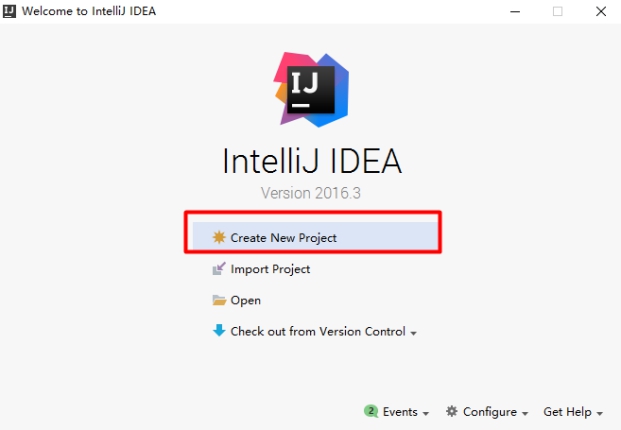 IJ Welcome to IntelliJ IDEA
IJ
IntelliJ IDEA
Version 2016.3
Create New Project
Import Project
Open
Check out from Version Control
2 Events Configure Get Help